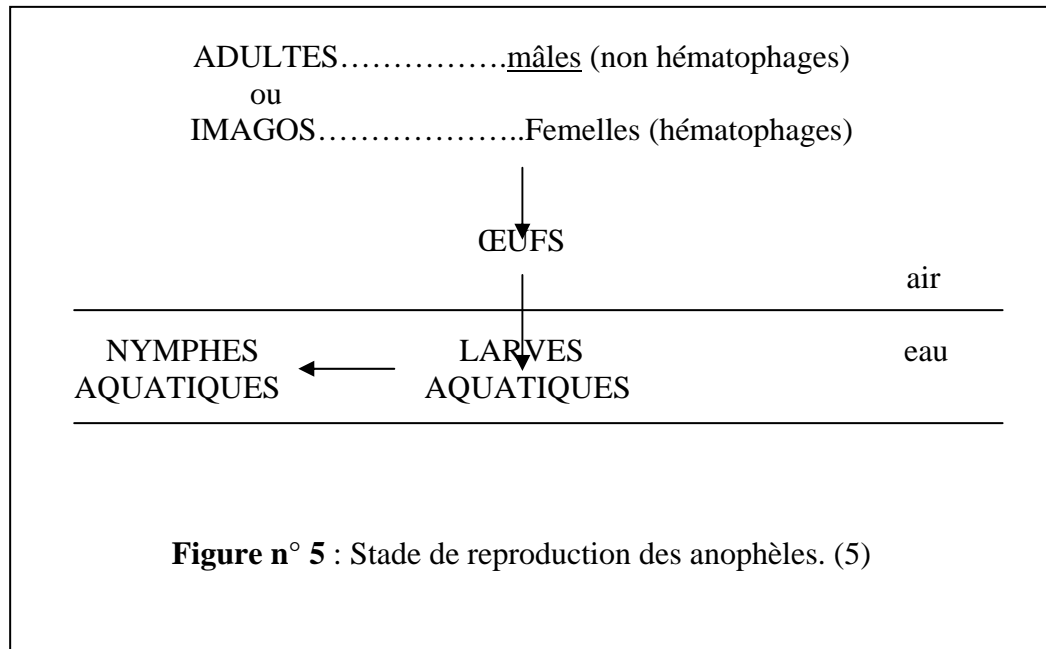 ADULTES……………..mâles (non hématophages)
ou
IMAGOS………………..Femelles (hématophages)
ŒUFS
air
NYMPHES LARVES eau
AQUATIQUES AQUATIQUES
Figure n° 5 : Stade de reproduction des anophèles. (5)